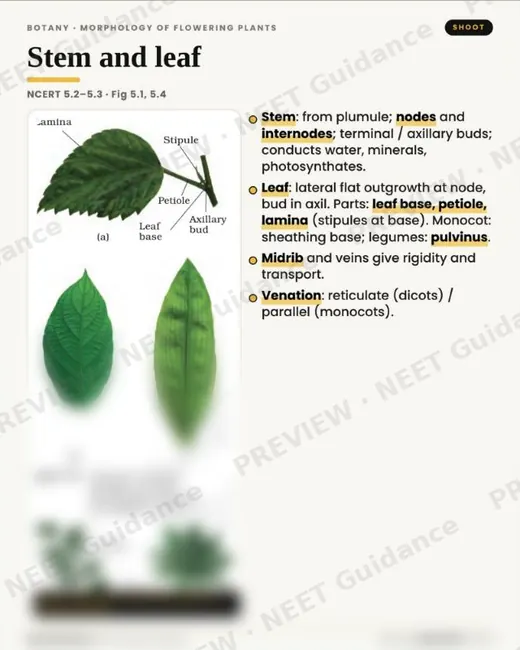 BOTANY · MORPHOLOGY OF FLOWERING PLANTS
SHOOT
Stem and leaf
NCERT 5.2–5.3 · Fig 5.1, 5.4
Lamina
Stipule
Petiole
Axillary
bud
Leaf
base
(a)
Stem: from plumule; nodes and
internodes; terminal / axillary buds;
conducts water, minerals,
photosynthates.
Leaf: lateral flat outgrowth at node,
bud in axil. Parts: leaf base, petiole,
lamina (stipules at base). Monocot:
sheathing base; legumes: pulvinus.
Midrib and veins give rigidity and
transport.
Venation: reticulate (dicots) /
parallel (monocots).
PREVIEW · NEET Guidance